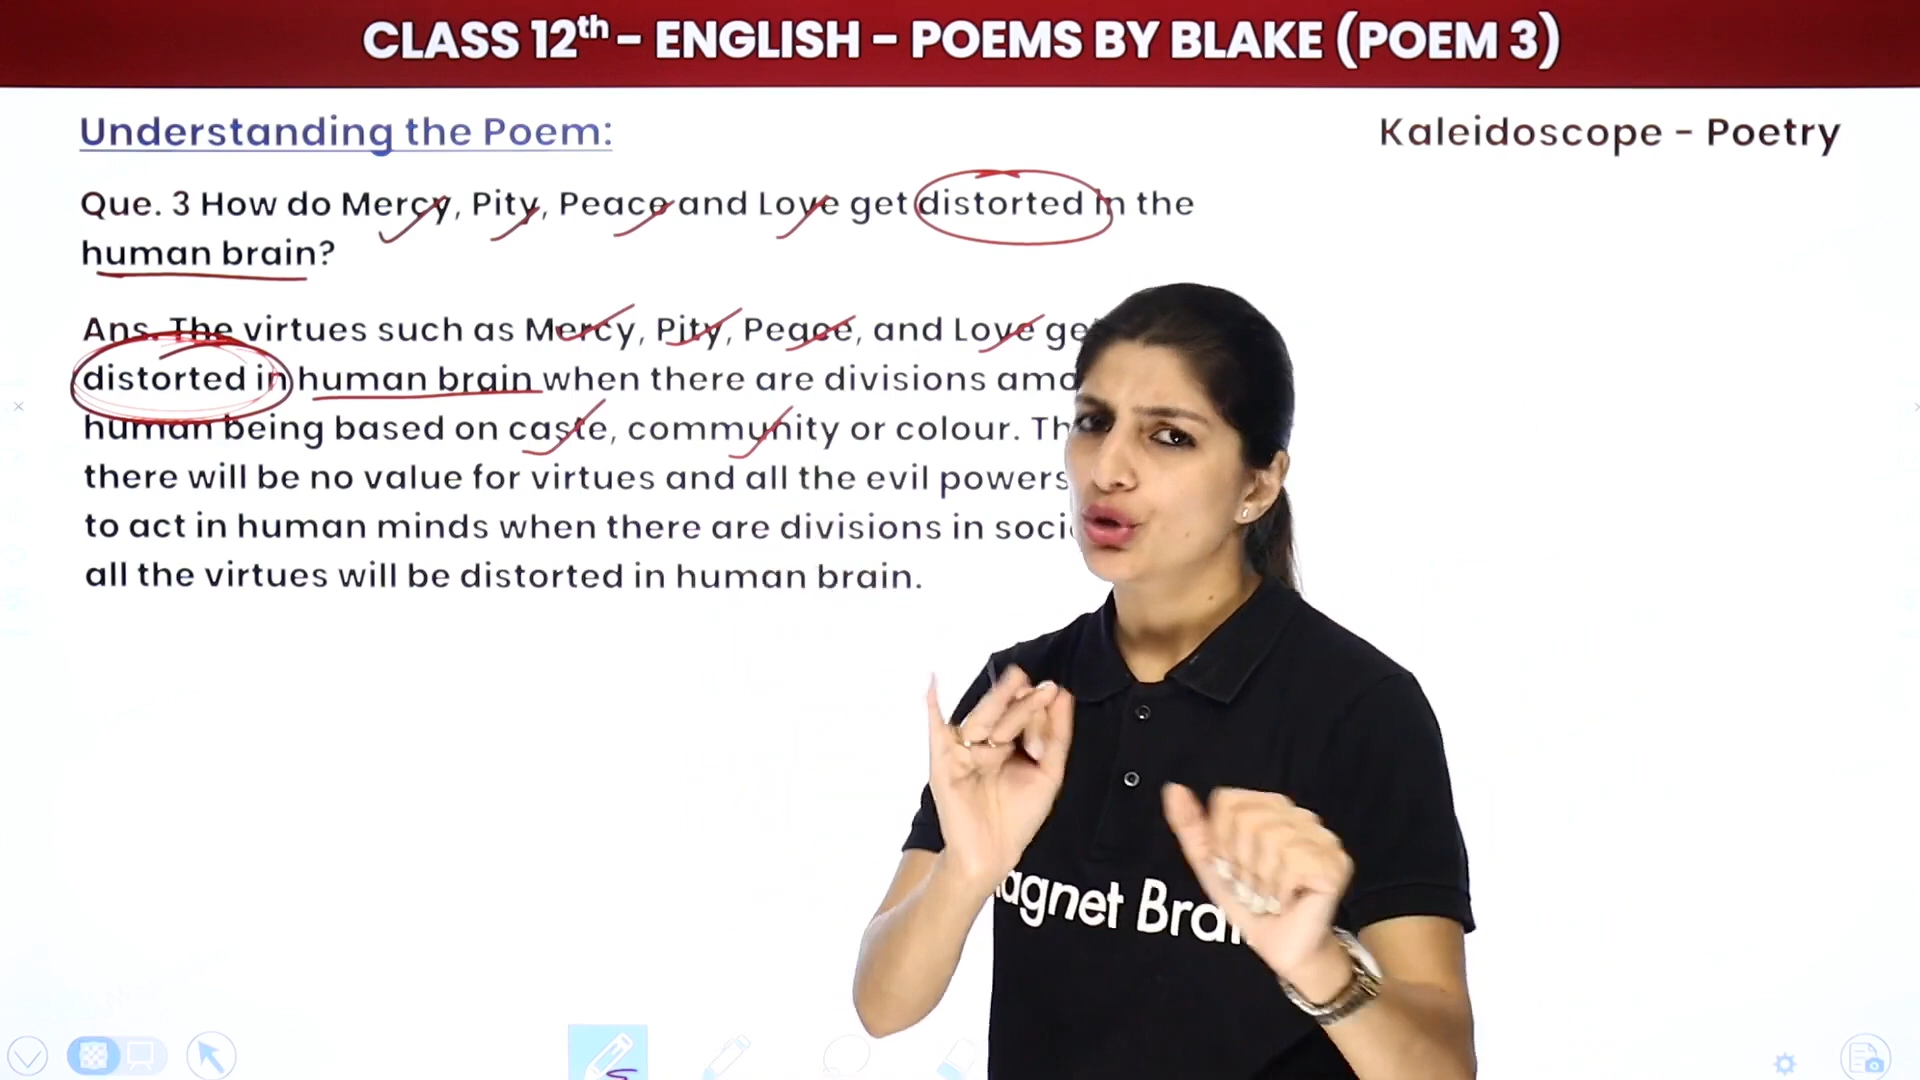 CLASS 12th - ENGLISH - POEMS BY BLAKE (POEM 3)
Understanding the Poem:
Kaleidoscope - Poetry
Que. 3 How do Mercy, Pity, Peace and Love get distorted in the
human brain?
Ans. The virtues such as Mercy, Pity, Peace, and Love
distorted in human brain when there are divisions
human being based on caste, community or colour.
there will be no value for virtues and all the evil powers
to act in human minds when there are divisions in
all the virtues will be distorted in human brain.
agnet Bra